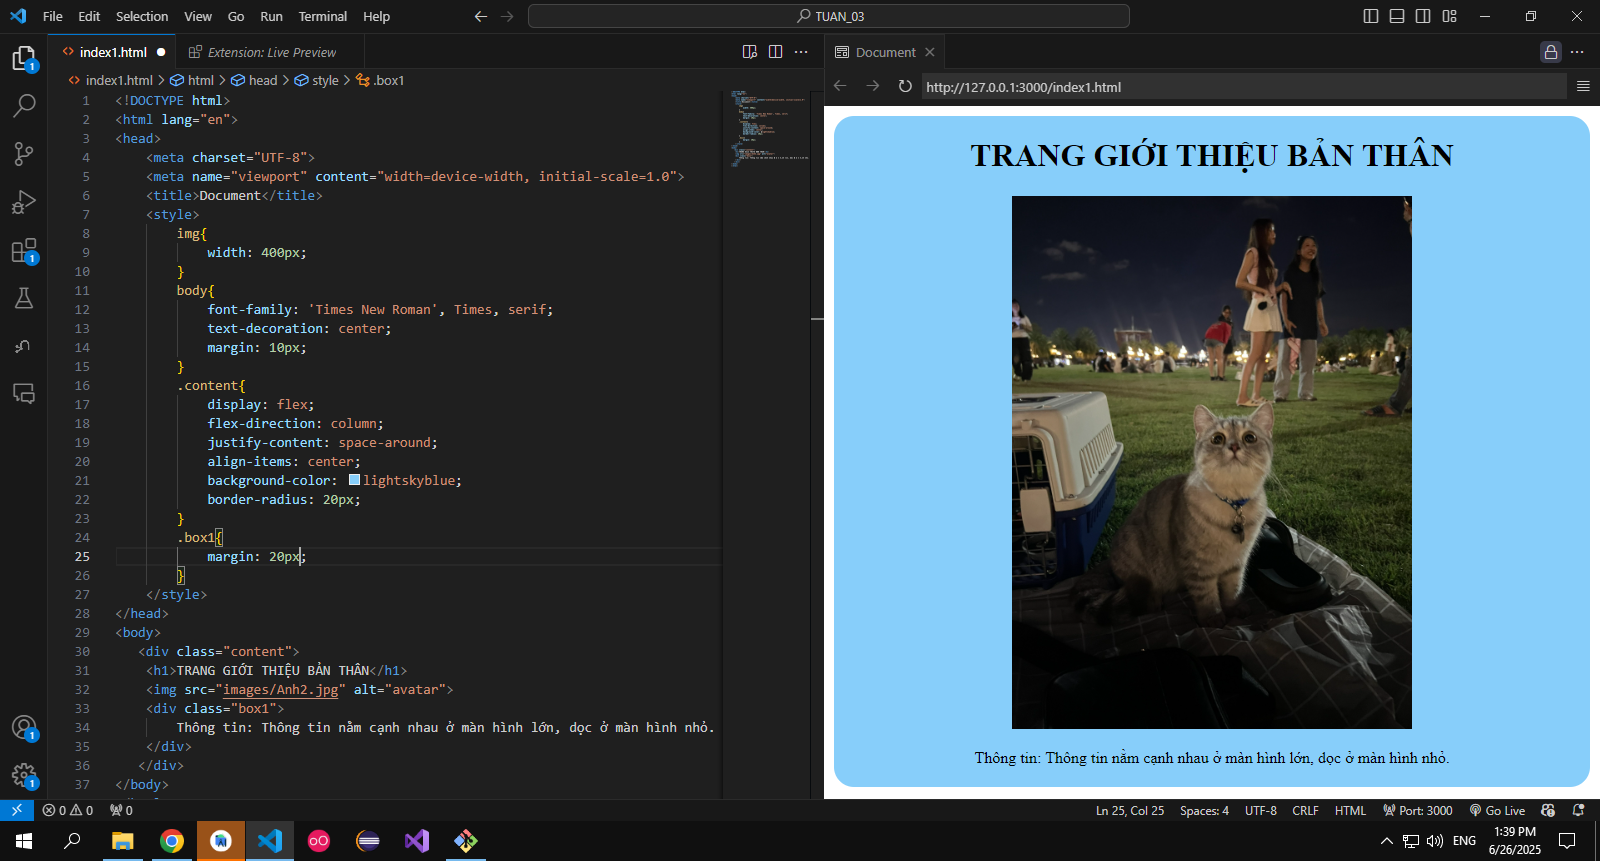 File Edit Selection View Go Run Terminal Help
TUAN_03
index1.html
Extension: Live Preview
index1.html > html > head > style > .box1
1 <!DOCTYPE html>
2 <html lang="en">
3 <head>
4 <meta charset="UTF-8">
5 <meta name="viewport" content="width=device-width, initial-scale=1.0">
6 <title>Document</title>
7 <style>
8 img{
9 width: 400px;
10 }
11 body{
12 font-family: 'Times New Roman', Times, serif;
13 text-decoration: center;
14 margin: 10px;
15 }
16 .content{
17 display: flex;
18 flex-direction: column;
19 justify-content: space-around;
20 align-items: center;
21 background-color: lightskyblue;
22 border-radius: 20px;
23 }
24 .box1{
25 margin: 20px;
26 }
27 </style>
28 </head>
29 <body>
30 <div class="content">
31 <h1>TRANG GIỚI THIỆU BẢN THÂN</h1>
32 <img src="images/Anh2.jpg" alt="avatar">
33 <div class="box1">
34 Thông tin: Thông tin nằm cạnh nhau ở màn hình lớn, dọc ở màn hình nhỏ.
35 </div>
36 </div>
37 </body>
Document
http://127.0.0.1:3000/index1.html
TRANG GIỚI THIỆU BẢN THÂN
Thông tin: Thông tin nằm cạnh nhau ở màn hình lớn, dọc ở màn hình nhỏ.
1
1
1
1
0 0 0
Ln 25, Col 25 Spaces: 4 UTF-8 CRLF HTML Port: 3000 Go Live
AI
ENG
1:39 PM
6/26/2025